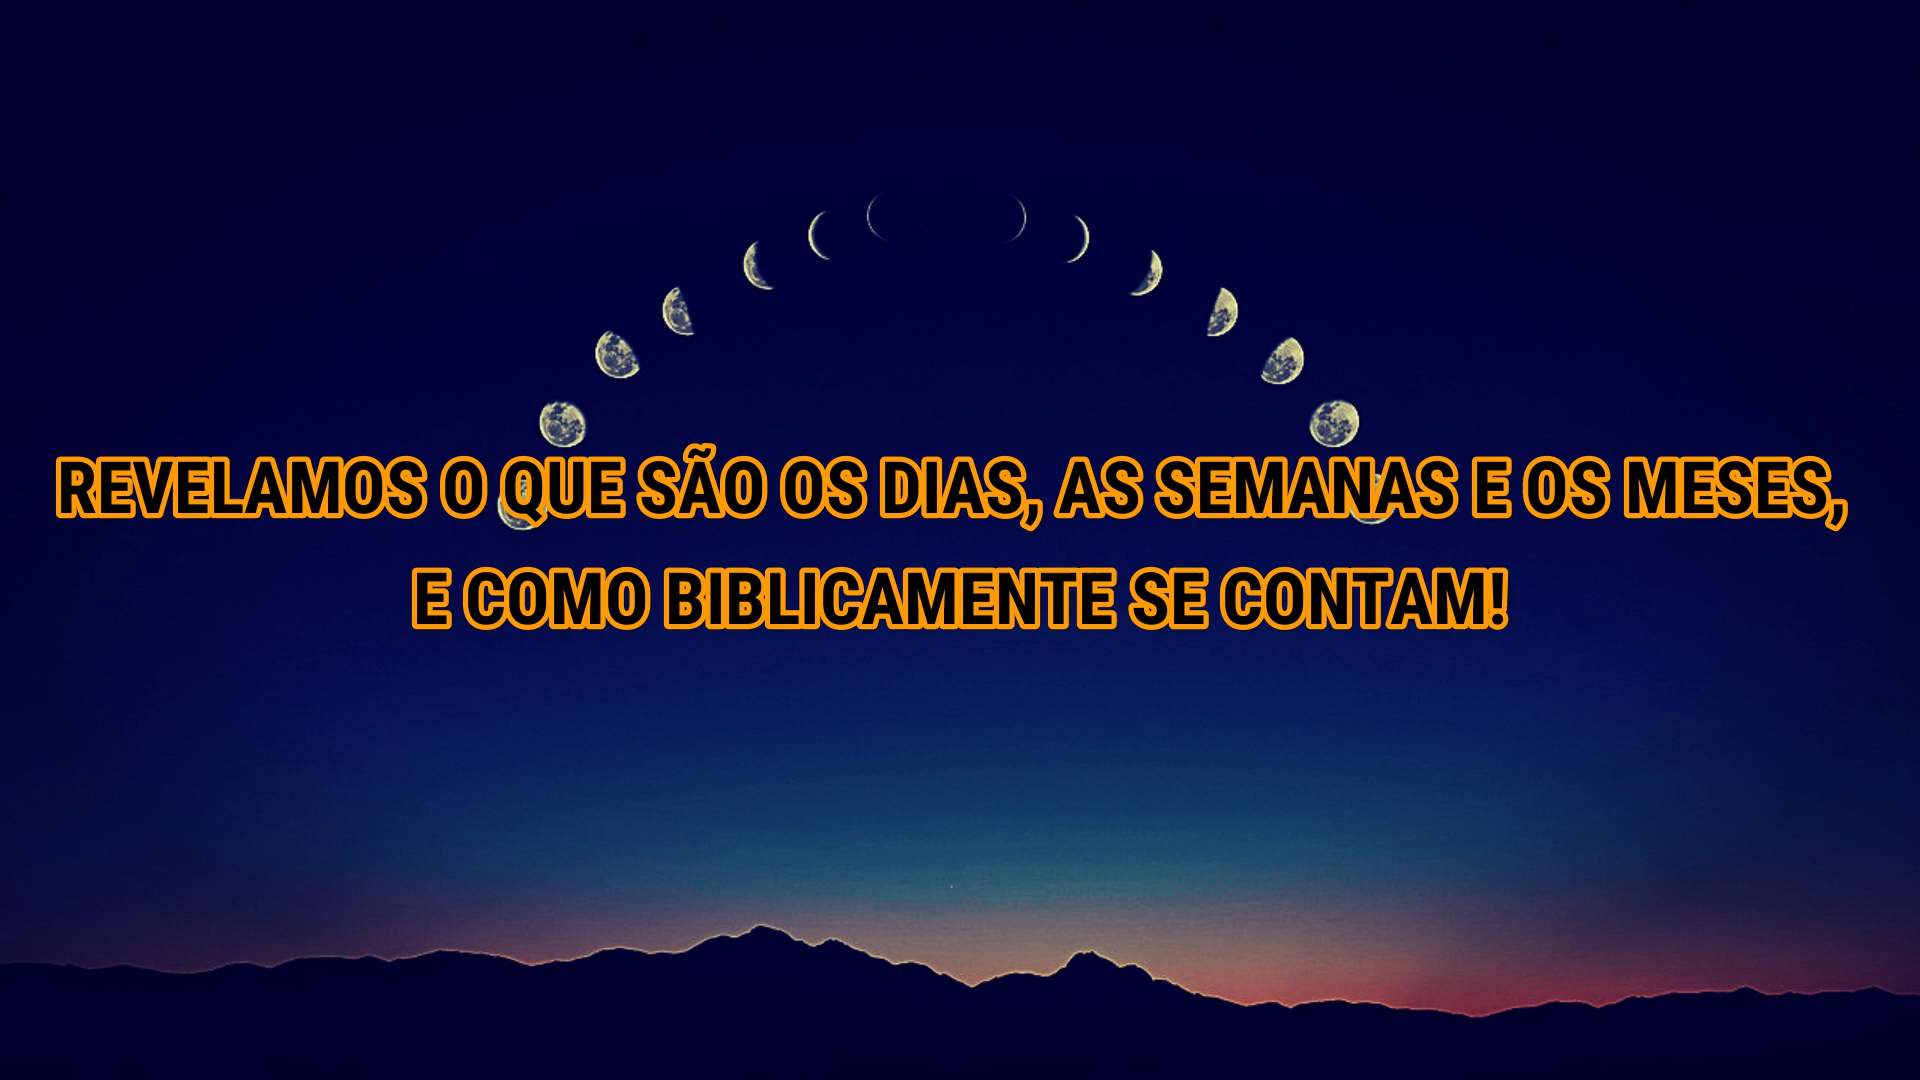 REVELAMOS O QUE SÃO OS DIAS, AS SEMANAS E OS MESES,
E COMO BIBLICAMENTE SE CONTAM!